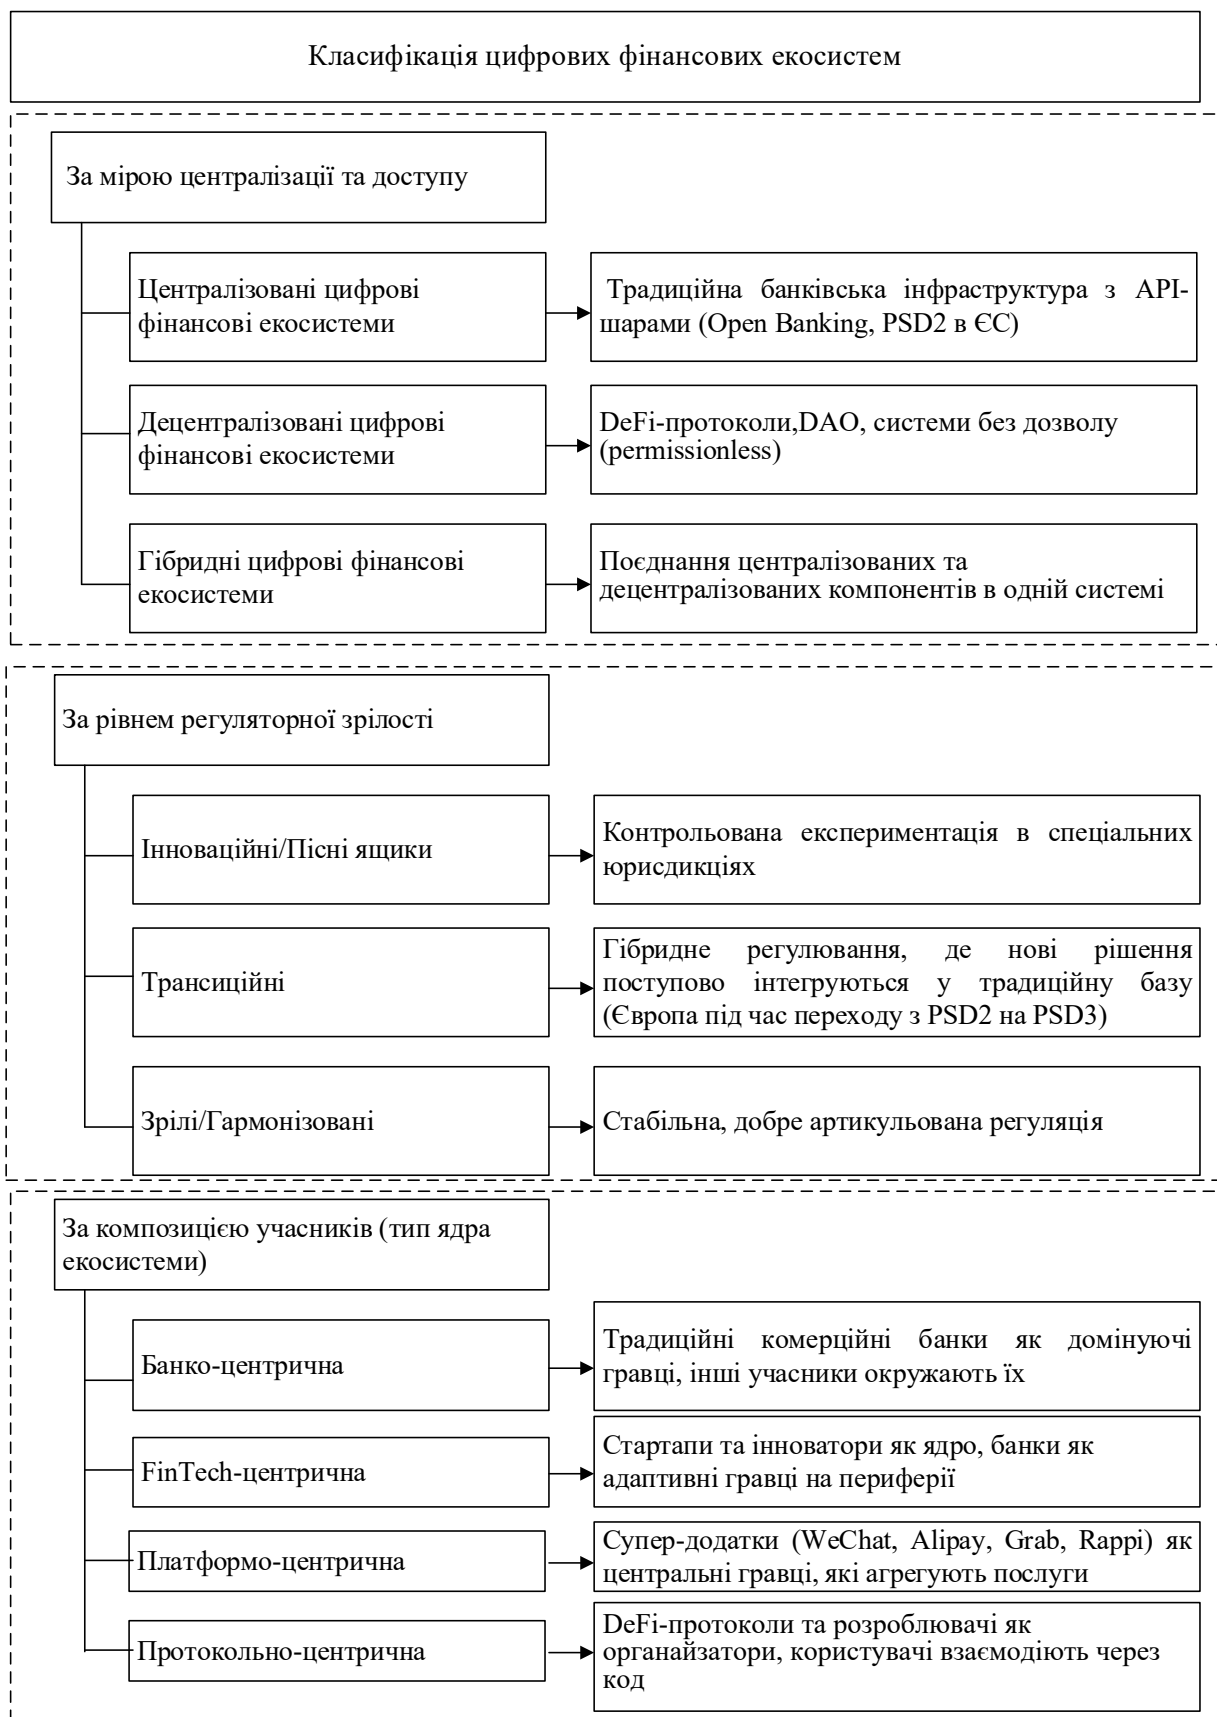 Класифікація цифрових фінансових екосистем
За мірою централізації та доступу
Централізовані цифрові
фінансові екосистеми
Традиційна банківська інфраструктура з API-
шарами (Open Banking, PSD2 в ЄС)
Децентралізовані цифрові
фінансові екосистеми
DeFi-протоколи,DAO, системи без дозволу
(permissionless)
Гібридні цифрові фінансові
екосистеми
Поєднання централізованих та
децентралізованих компонентів в одній системі
За рівнем регуляторної зрілості
Інноваційні/Пісні ящики
Контрольована експериментація в спеціальних
юрисдикціях
Трансиційні
Гібридне регулювання, де нові рішення
поступово інтегруються у традиційну базу
(Європа під час переходу з PSD2 на PSD3)
Зрілі/Гармонізовані
Стабільна, добре артикульована регуляція
За композицією учасників (тип ядра
екосистеми)
Банко-центрична
Традиційні комерційні банки як домінуючі
гравці, інші учасники окружають їх
FinTech-центрична
Стартапи та інноватори як ядро, банки як
адаптивні гравці на периферії
Платформо-центрична
Супер-додатки (WeChat, Alipay, Grab, Rappi) як
центральні гравці, які агрегують послуги
Протокольно-центрична
DeFi-протоколи та розроблювачі як
органайзатори, користувачі взаємодіють через
код